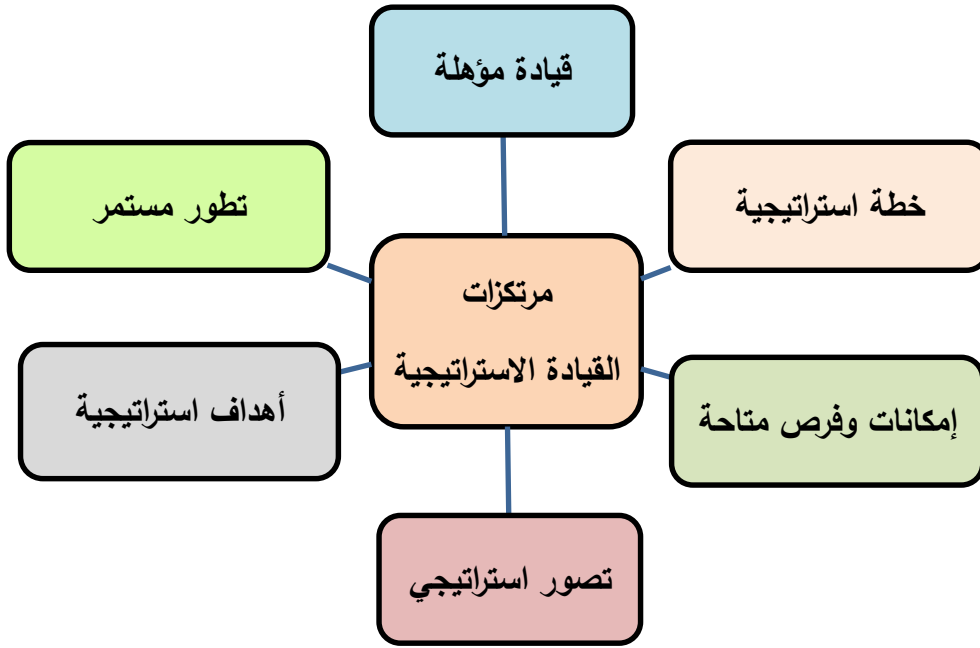 قيادة مؤهلة
خطة استراتيجية
تطور مستمر
مرتكزات
القيادة الاستراتيجية
إمكانات وفرص متاحة
أهداف استراتيجية
تصور استراتيجي